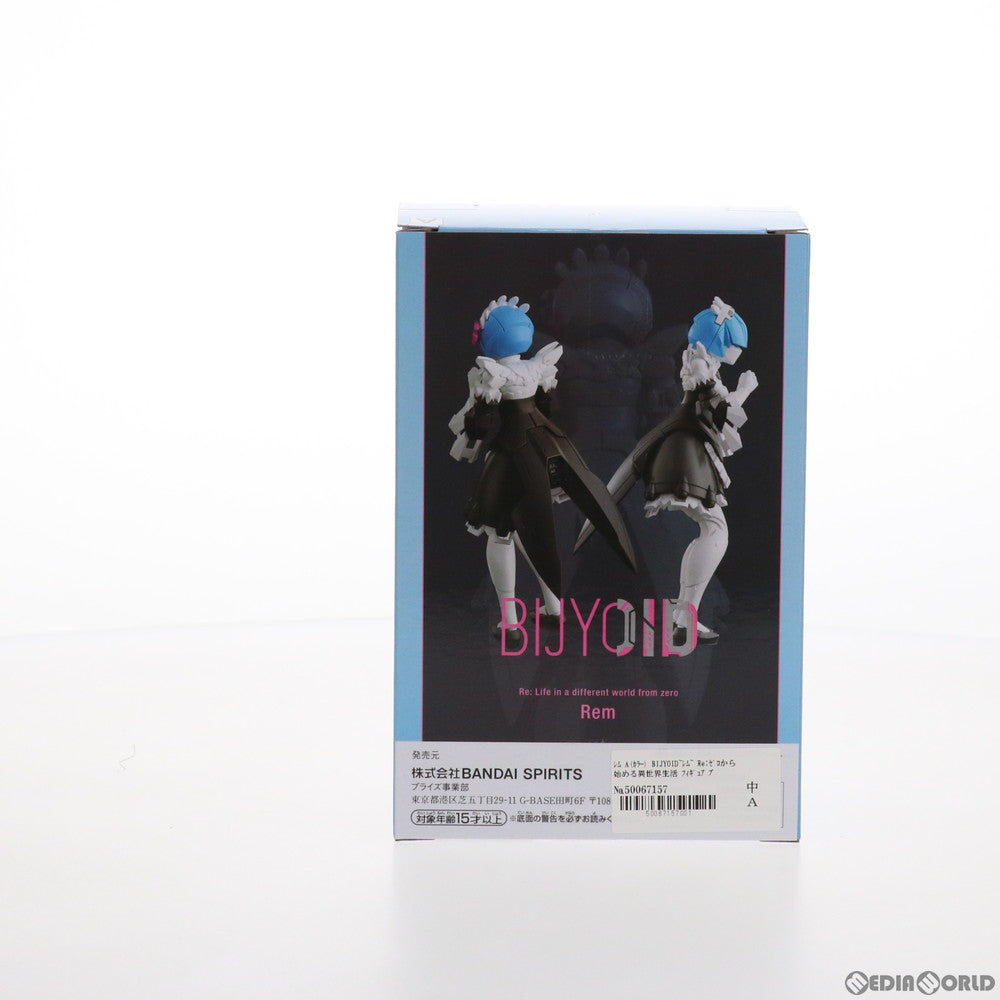 BIJYOID
Re: Life in a different world from zero
Rem
発売元
株式会社BANDAI SPIRITS
プライズ事業部
東京都港区芝五丁目29-11 G-BASE田町6F 〒108
対象年齢15才以上 ※底面の警告を必ずお読みく
ﾚﾑ A(ｶﾗｰ) BIJYOID"ﾚﾑ" Re:ｾﾞﾛから
始める異世界生活 ﾌｨｷﾞｭｱ ﾌﾟ
No50067157
中
A
50067157001
MEDIAWORLD